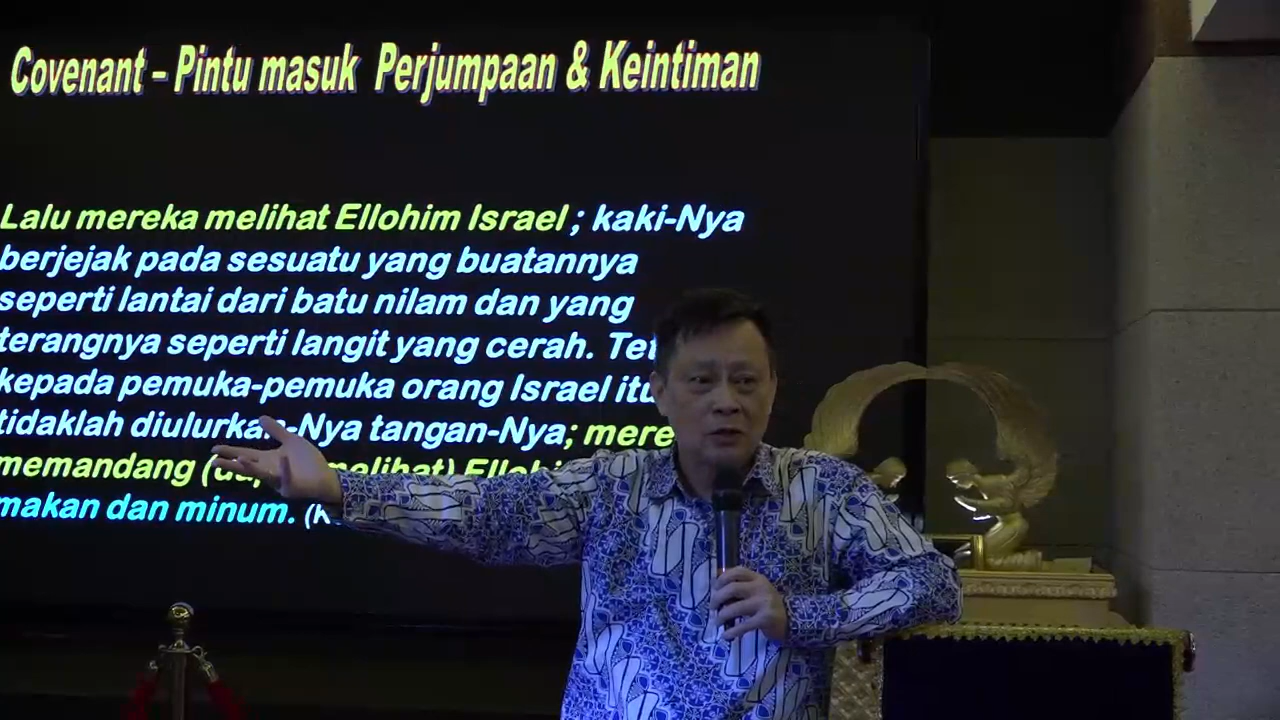 Covenant – Pintu masuk Perjumpaan & Keintiman
Lalu mereka melihat Ellohim Israel ; kaki-Nya
berjejak pada sesuatu yang buatannya
seperti lantai dari batu nilam dan yang
terangnya seperti langit yang cerah.
kepada pemuka-pemuka orang Israel itu
tidaklah diulurkan-Nya tangan-Nya;
memandang melihat)
makan dan minum.